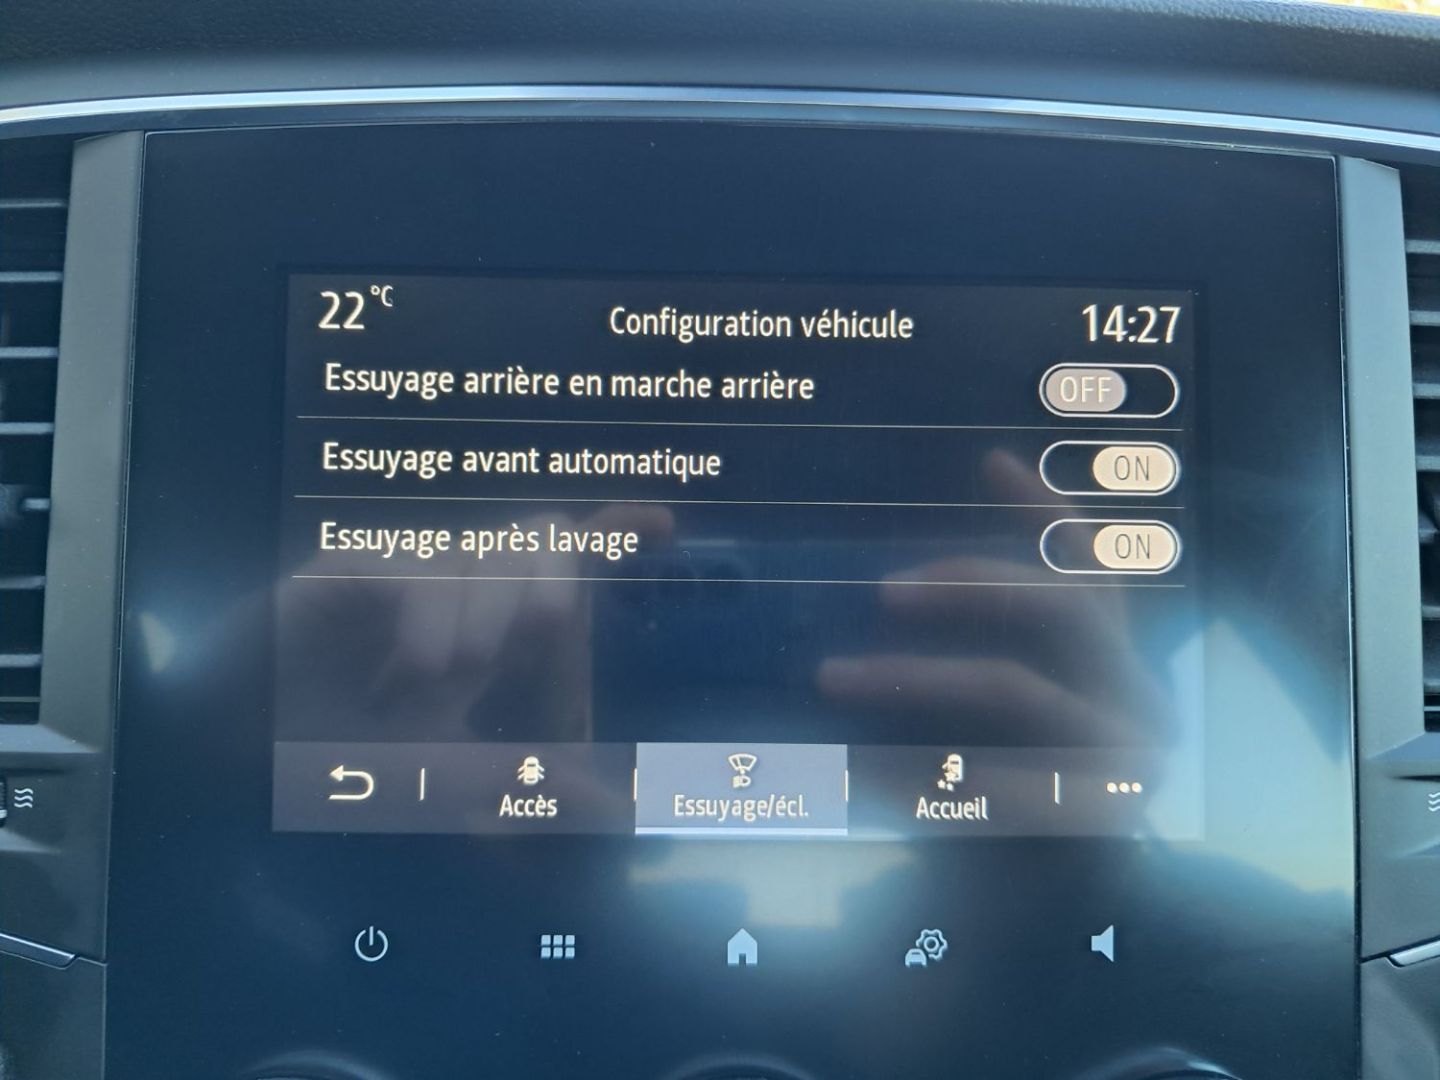 22°C Configuration véhicule 14:27
Essuyage arrière en marche arrière OFF
Essuyage avant automatique ON
Essuyage après lavage ON
Accès Essuyage/écl. Accueil